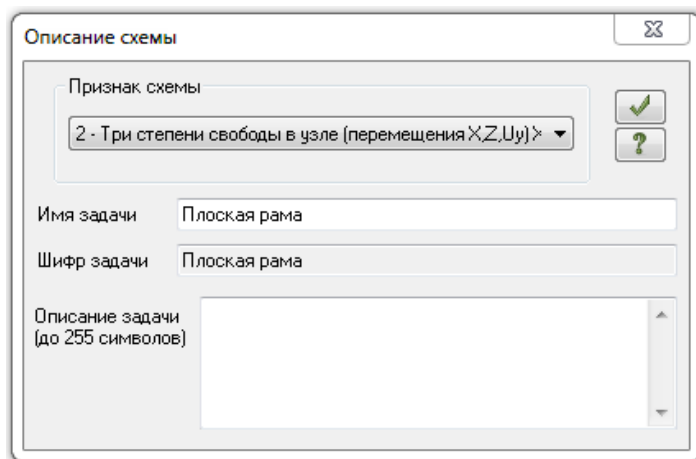 Описание схемы
Признак схемы
2 - Три степени свободы в узле (перемещения X,Z,Uy) X
Имя задачи Плоская рама
Шифр задачи Плоская рама
Описание задачи
(до 255 символов)